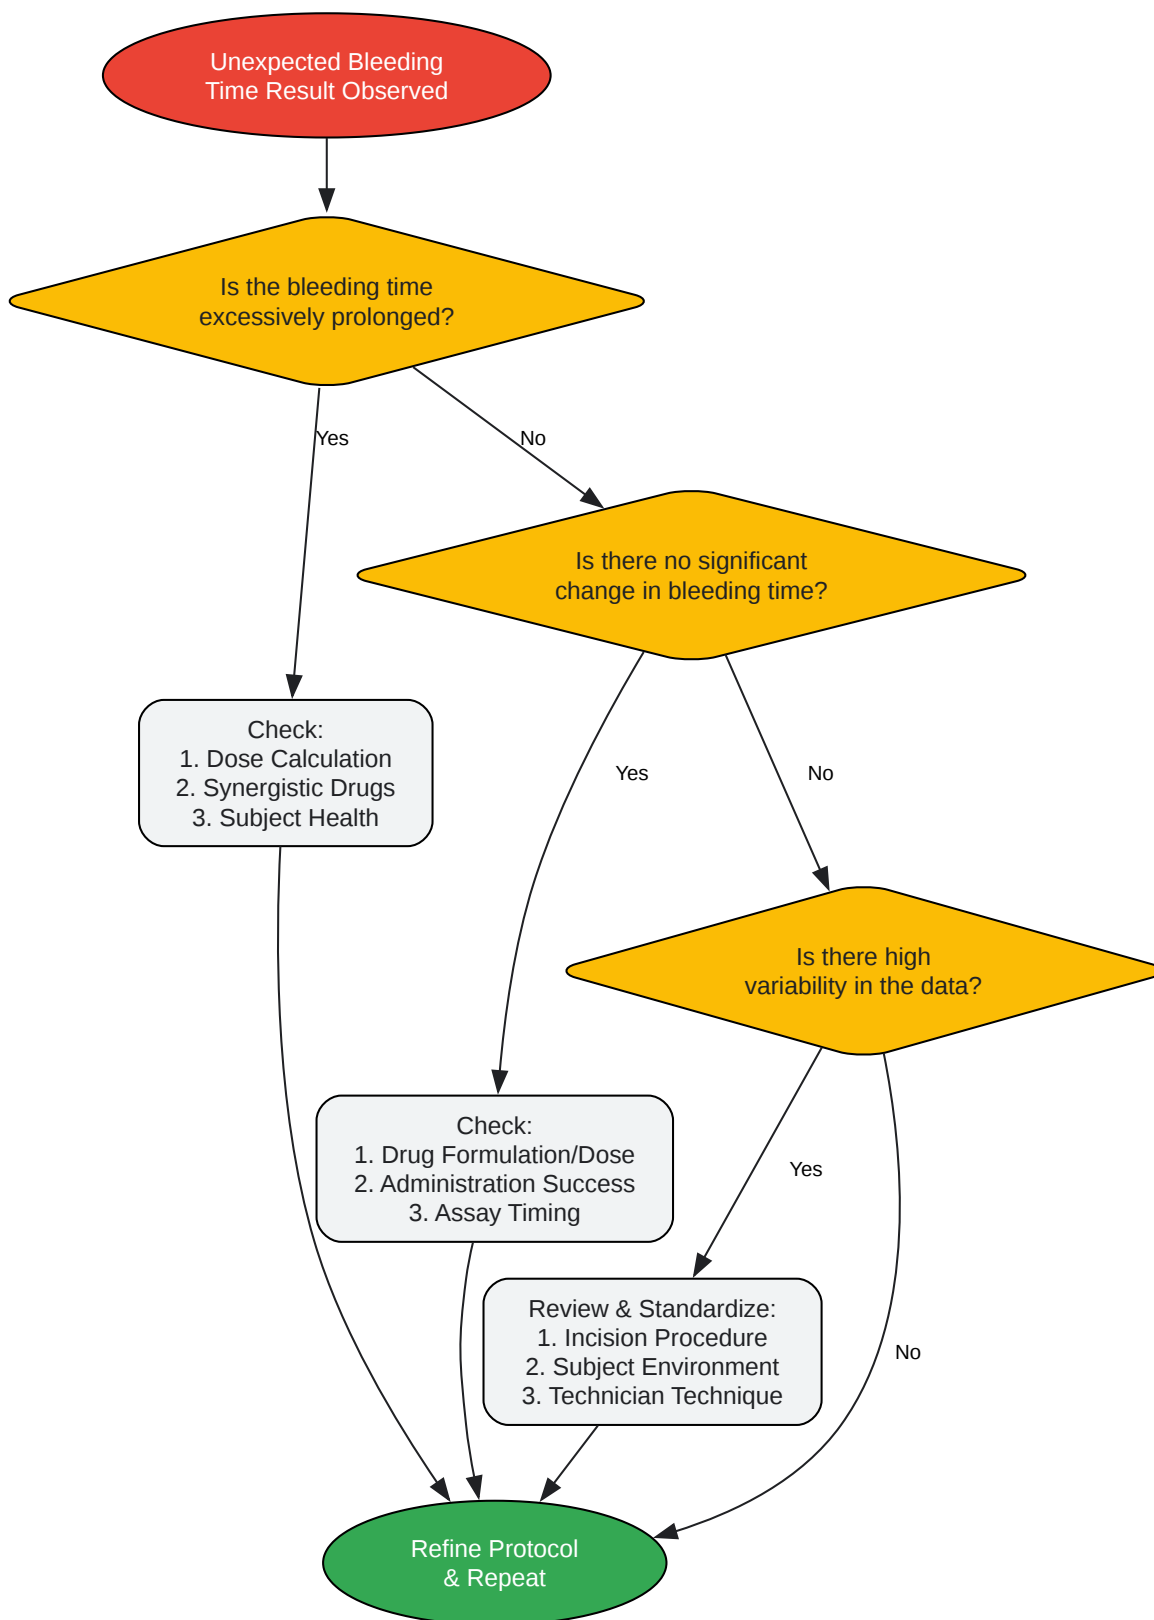 Unexpected Bleeding
Time Result Observed
Is the bleeding time
excessively prolonged?
Yes
No
Is there no significant
change in bleeding time?
Check:
1. Dose Calculation
2. Synergistic Drugs
3. Subject Health
Yes
No
Is there high
variability in the data?
Check:
1. Drug Formulation/Dose
2. Administration Success
3. Assay Timing
Yes
Review & Standardize:
1. Incision Procedure
2. Subject Environment
3. Technician Technique
No
Refine Protocol
& Repeat